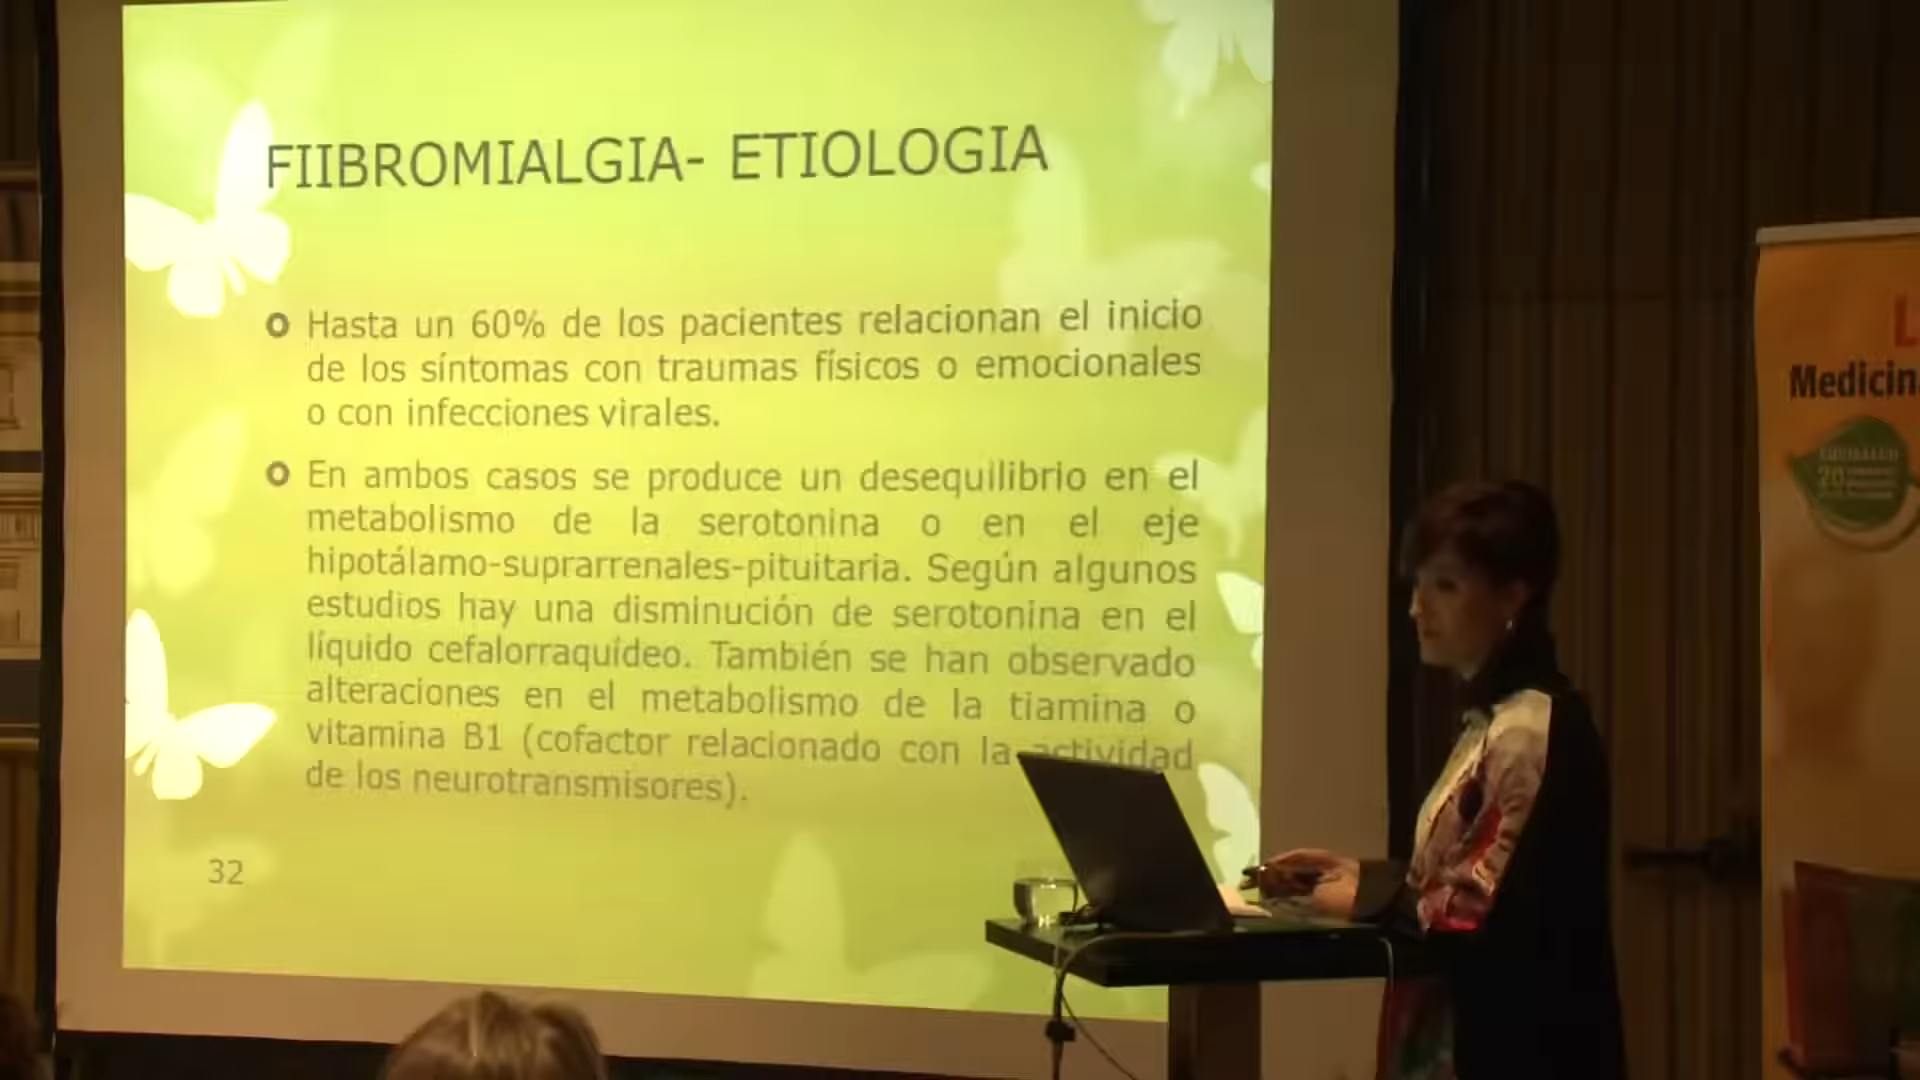 FIIBROMIALGIA- ETIOLOGIA
Hasta un 60% de los pacientes relacionan el inicio
de los síntomas con traumas físicos o emocionales
o con infecciones virales.
En ambos casos se produce un desequilibrio en el
metabolismo de la serotonina o en el eje
hipotálamo-suprarrenales-pituitaria. Según algunos
estudios hay una disminución de serotonina en el
líquido cefalorraquídeo. También se han observado
alteraciones en el metabolismo de la tiamina o
vitamina B1 (cofactor relacionado con la actividad
de los neurotransmisores).
32
L
Medicin
20